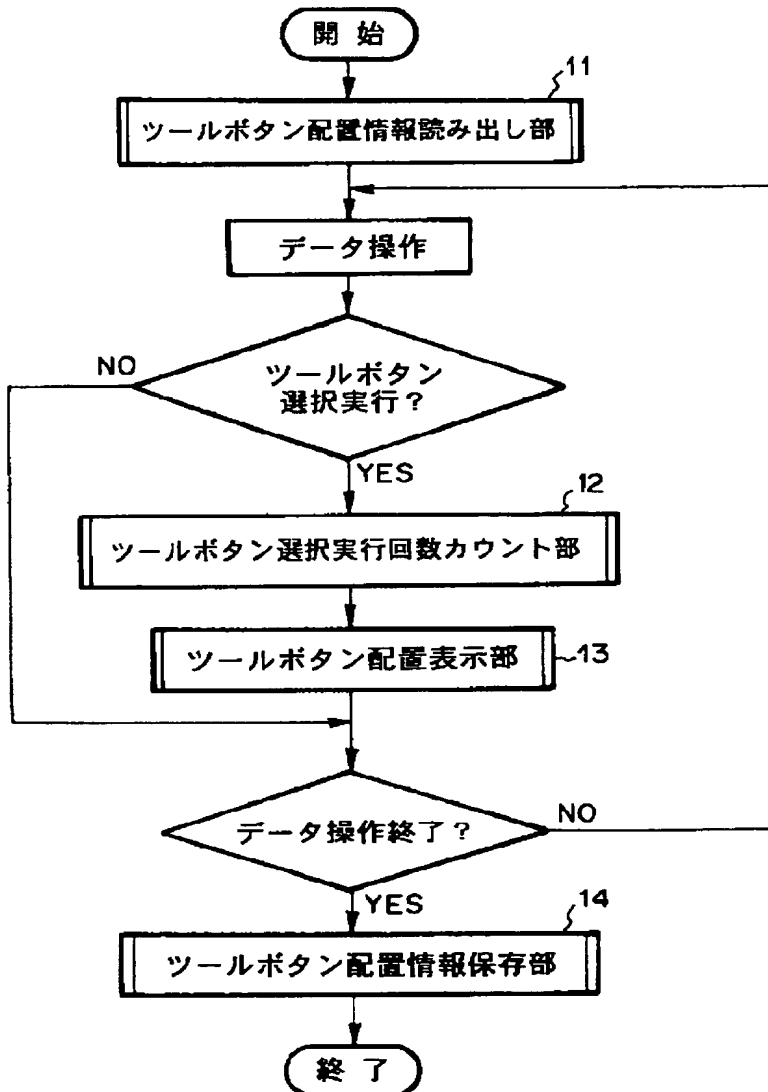 開始
11
ツールボタン配置情報読み出し部
データ操作
NO
ツールボタン
選択実行?
YES
12
ツールボタン選択実行回数カウント部
ツールボタン配置表示部
13
データ操作終了?
NO
YES
14
ツールボタン配置情報保存部
終了